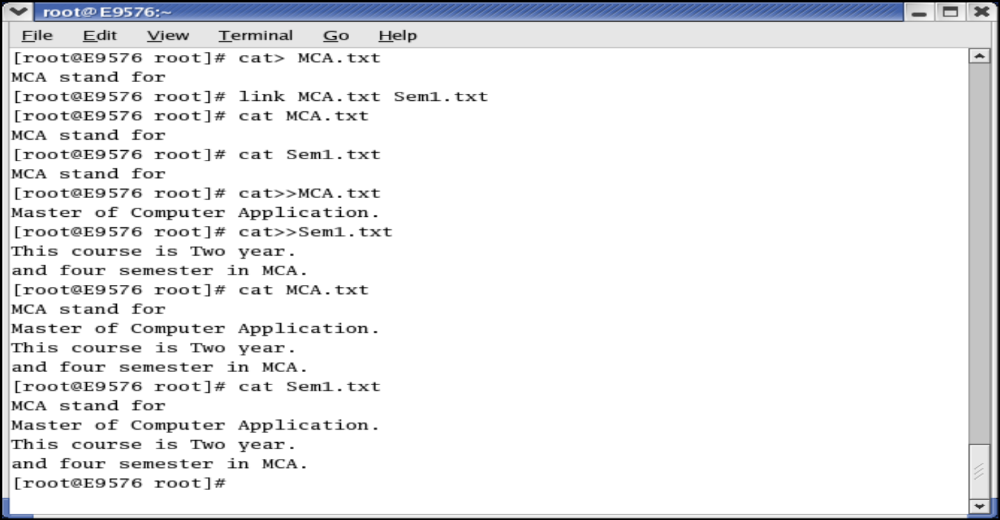 root@E9576:~
File Edit View Terminal Go Help
[root@E9576 root]# cat> MCA.txt
MCA stand for
[root@E9576 root]# link MCA.txt Sem1.txt
[root@E9576 root]# cat MCA.txt
MCA stand for
[root@E9576 root]# cat Sem1.txt
MCA stand for
[root@E9576 root]# cat>>MCA.txt
Master of Computer Application.
[root@E9576 root]# cat>>Sem1.txt
This course is Two year.
and four semester in MCA.
[root@E9576 root]# cat MCA.txt
MCA stand for
Master of Computer Application.
This course is Two year.
and four semester in MCA.
[root@E9576 root]# cat Sem1.txt
MCA stand for
Master of Computer Application.
This course is Two year.
and four semester in MCA.
[root@E9576 root]#